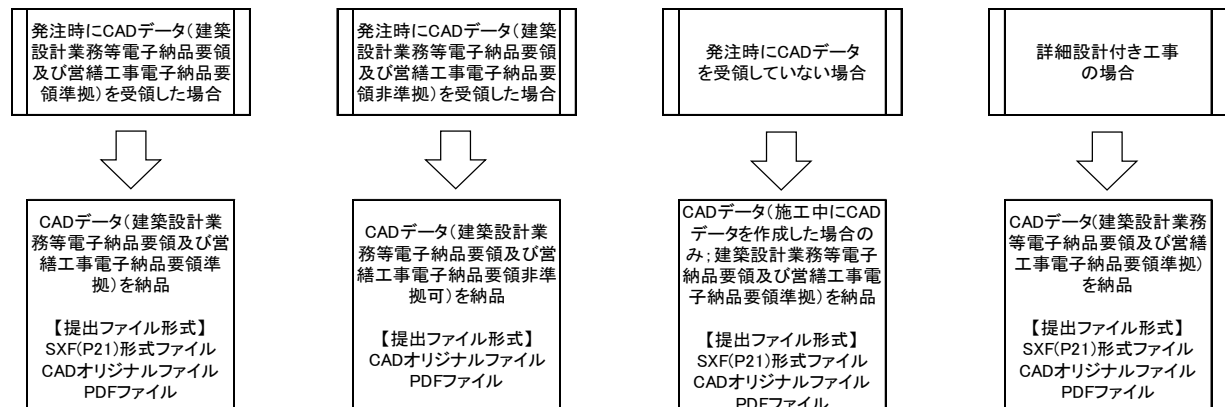 発注時にCADデータ(建築
設計業務等電子納品要領
及び営繕工事電子納品要
領準拠)を受領した場合
発注時にCADデータ(建築
設計業務等電子納品要領
及び営繕工事電子納品要
領非準拠)を受領した場合
発注時にCADデータ
を受領していない場合
詳細設計付き工事
の場合
CADデータ(建築設計業
務等電子納品要領及び営
繕工事電子納品要領準
拠)を納品
【提出ファイル形式】
SXF(P21)形式ファイル
CADオリジナルファイル
PDFファイル
CADデータ(建築設計業
務等電子納品要領及び営
繕工事電子納品要領非準
拠可)を納品
【提出ファイル形式】
CADオリジナルファイル
PDFファイル
CADデータ(施工中にCAD
データを作成した場合の
み;建築設計業務等電子
納品要領及び営繕工事電
子納品要領準拠)を納品
【提出ファイル形式】
SXF(P21)形式ファイル
CADオリジナルファイル
PDFファイル
CADデータ(建築設計業務
等電子納品要領及び営繕
工事電子納品要領準拠)
を納品
【提出ファイル形式】
SXF(P21)形式ファイル
CADオリジナルファイル
PDFファイル